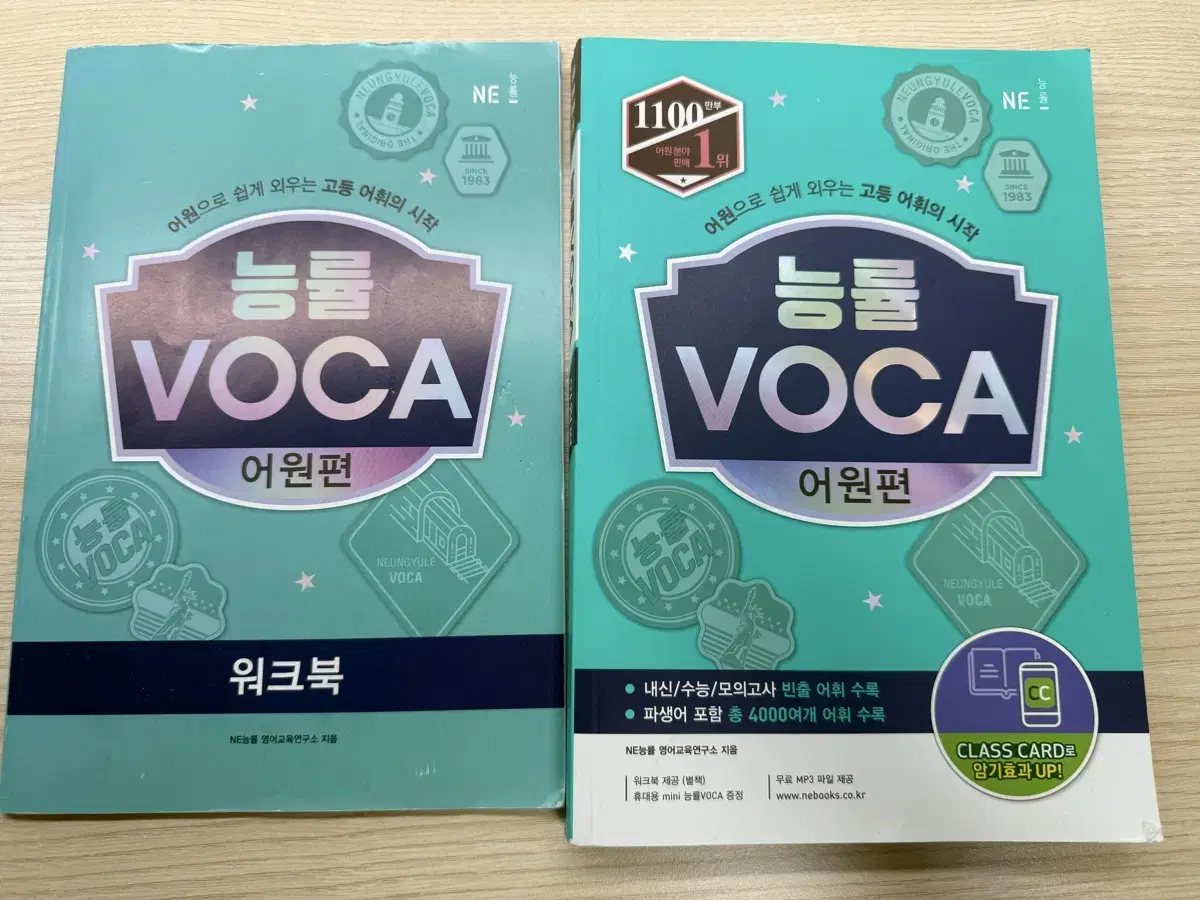 NEUNGYULE VOCA
THE ORIGINAL
NE 능률
SINCE
1983
어원으로 쉽게 외우는 고등 어휘의 시작
능률
VOCA
어원편
능률
VOCA
NEUNGYULE
VOCA
워크북
NE능률 영어교육연구소 지음
1100만부
어원 분야
판매 1위
NEUNGYULE VOCA
THE ORIGINAL
NE 능률
SINCE
1983
어원으로 쉽게 외우는 고등 어휘의 시작
능률
VOCA
어원편
능률
VOCA
NEUNGYULE
VOCA
• 내신/수능/모의고사 빈출 어휘 수록
• 파생어 포함 총 4000여개 어휘 수록
CC
CLASS CARD로
암기효과 UP!
NE능률 영어교육연구소 지음
워크북 제공 (별책)
휴대용 mini 능률VOCA 증정
무료 MP3 파일 제공
www.nebooks.co.kr